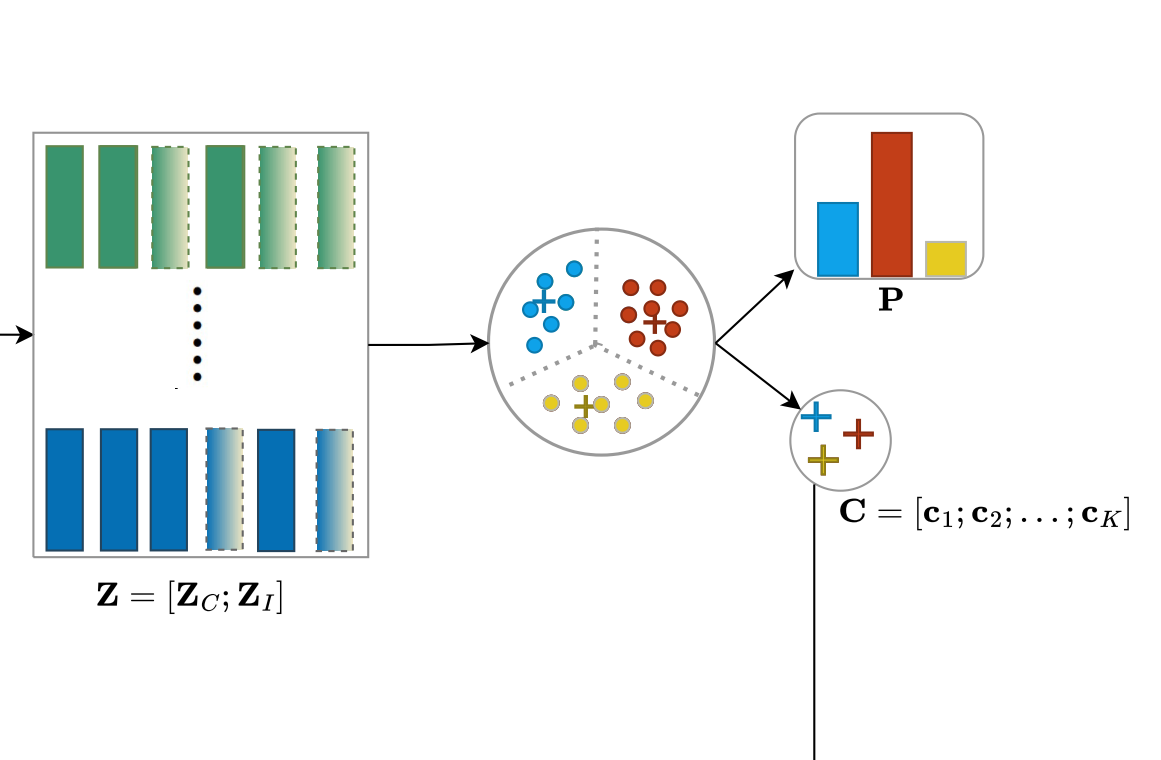 P
C = [c₁; c₂; . . . ; c_K]
Z = [Z_C; Z_I]